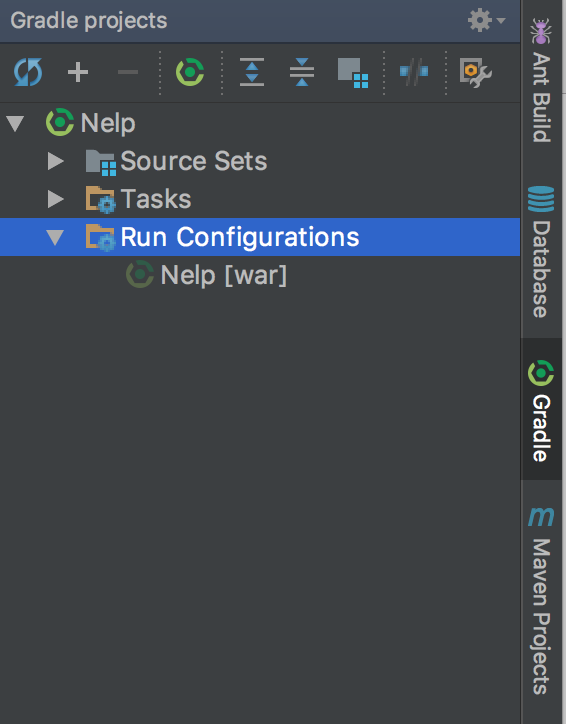 Gradle projects
Nelp
Source Sets
Tasks
Run Configurations
Nelp [war]
Ant Build
Database
Gradle
m
Maven Projects